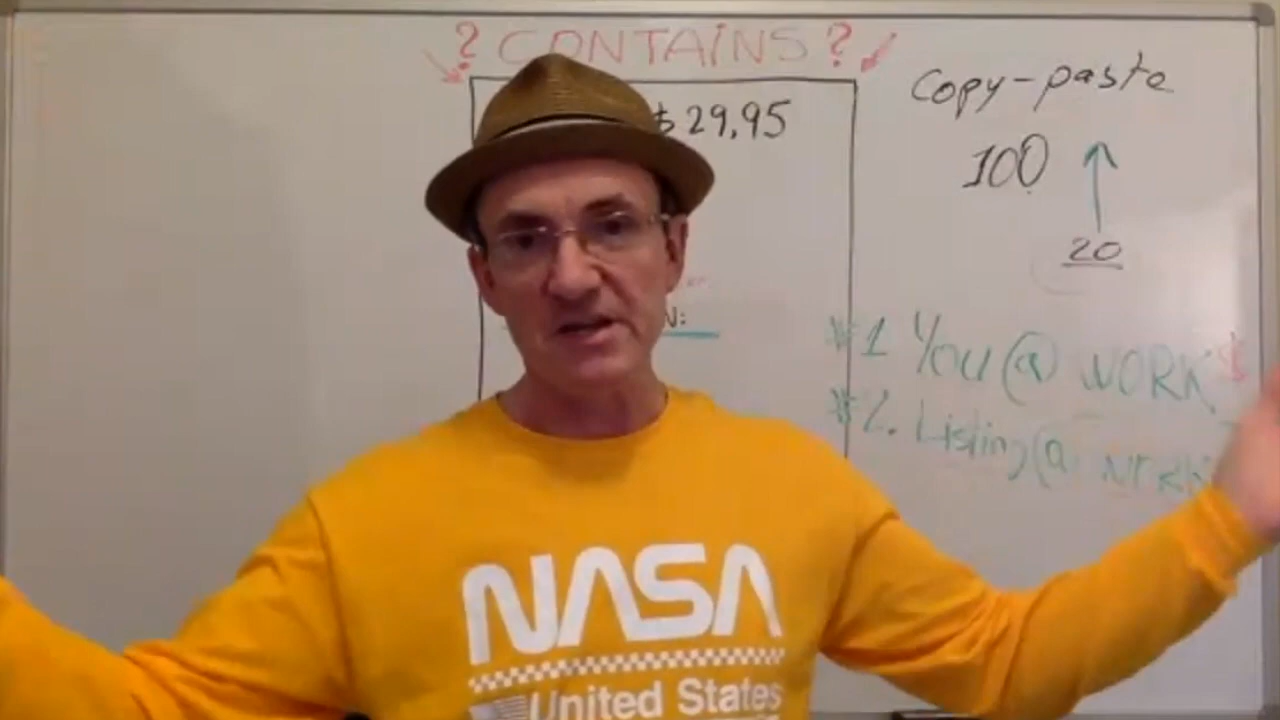 ? CONTAINS ?
$29,95
Copy-paste
100
20
N:
#1 You @ WORK $
#2. Listing @ WORK
NASA
United States